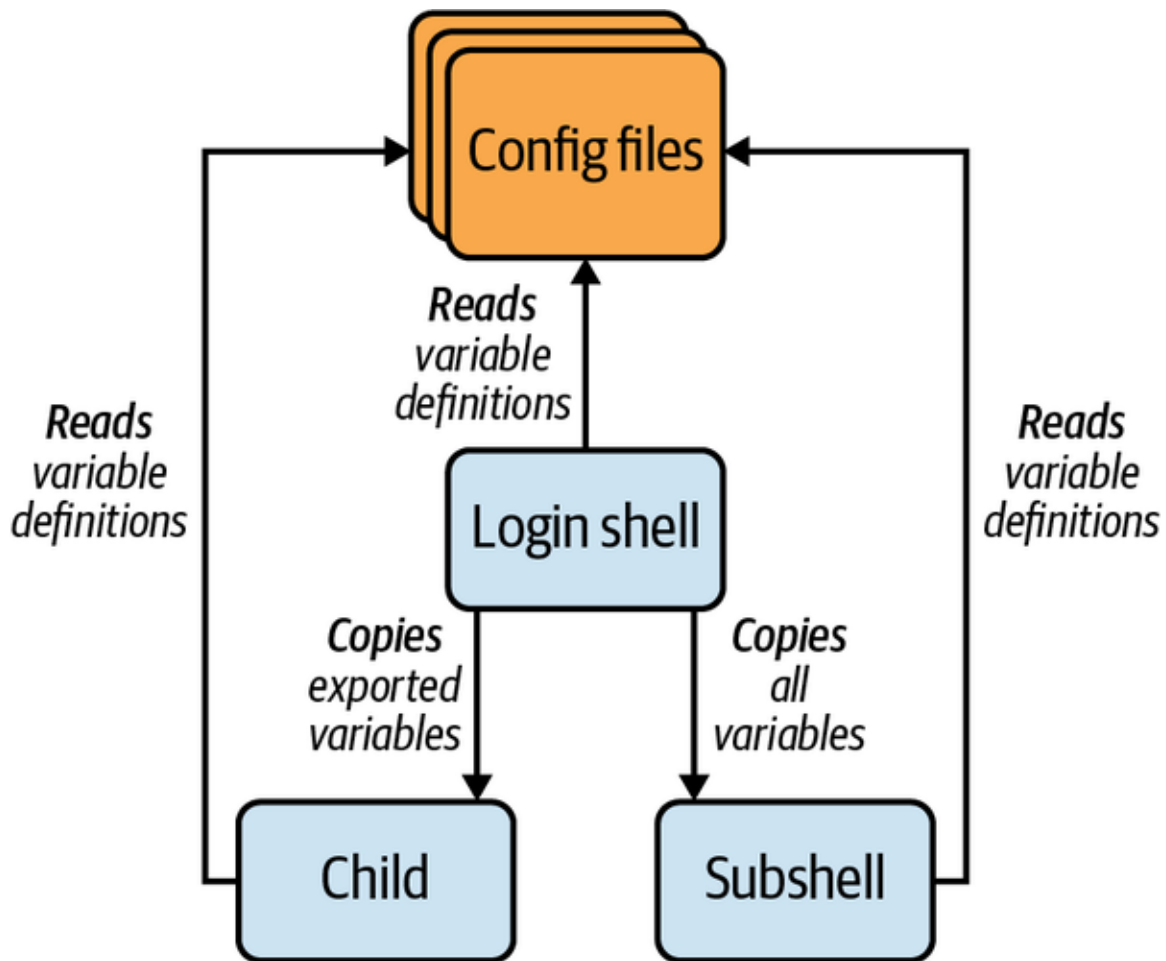 Config files
Reads
variable
definitions
Reads
variable
definitions
Reads
variable
definitions
Login shell
Copies
exported
variables
Copies
all
variables
Child
Subshell